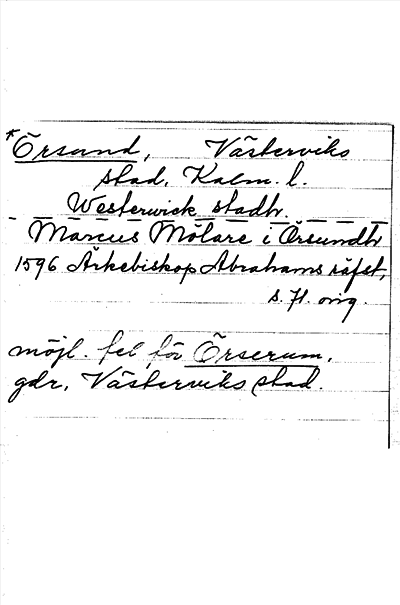 *Örsund, Västerviks
stad, Kalm. l.
Westerwick stadh.
Marcus Mölare i Örsundh
1596 Ärkebiskop Abrahams räfst,
s. 71. orig.
möjl. fel för Örserum,
gdr, Västerviks stad.